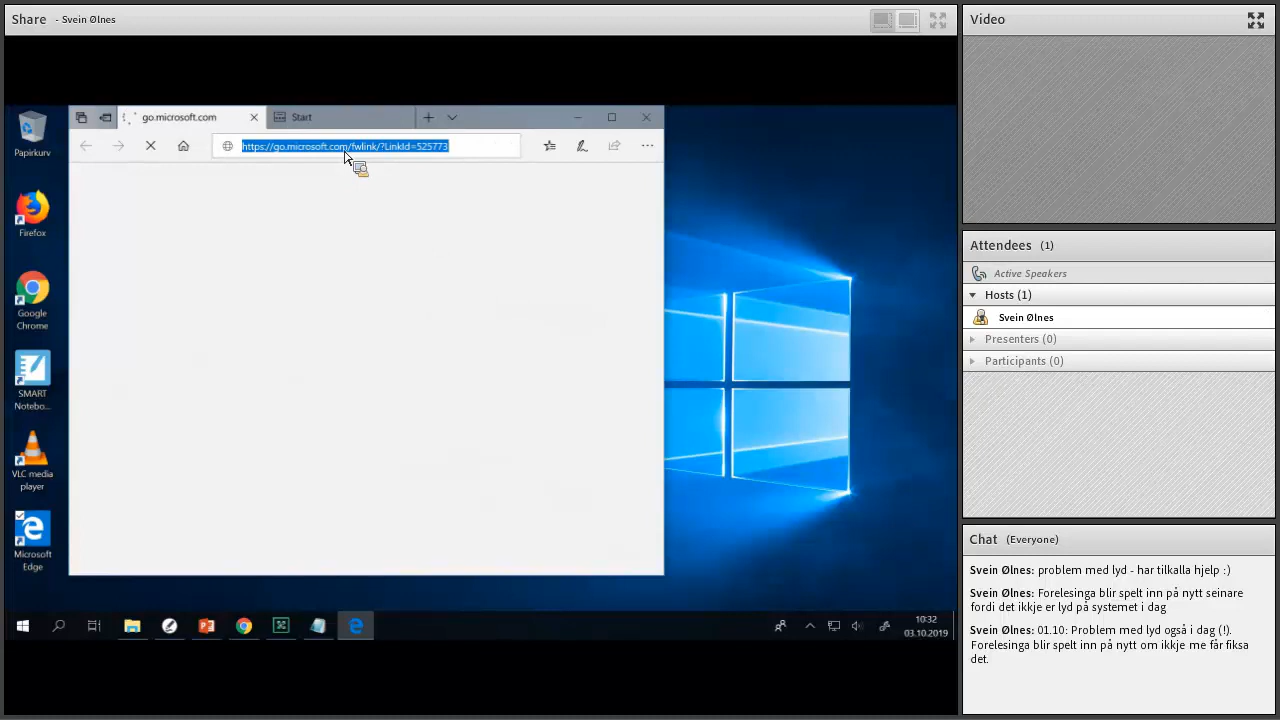 Share - Svein Ølnes
Video
Papirkurv
go.microsoft.com
Start
https://go.microsoft.com/fwlink/?LinkId=525773
Firefox
Google
Chrome
SMART
Notebo...
VLC media
player
Microsoft
Edge
10:32
03.10.2019
Attendees (1)
Active Speakers
Hosts (1)
Svein Ølnes
Presenters (0)
Participants (0)
Chat (Everyone)
Svein Ølnes: problem med lyd - har tilkalla hjelp :)
Svein Ølnes: Forelesinga blir spelt inn på nytt seinare
fordi det ikkje er lyd på systemet i dag
Svein Ølnes: 01.10: Problem med lyd også i dag (!).
Forelesinga blir spelt inn på nytt om ikkje me får fiksa
det.